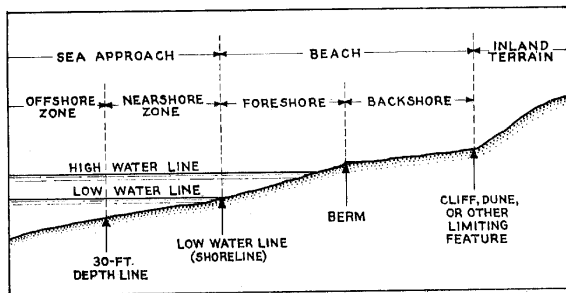 SEA APPROACH
BEACH
INLAND
TERRAIN
OFFSHORE
ZONE
NEARSHORE
ZONE
FORESHORE
BACKSHORE
HIGH WATER LINE
LOW WATER LINE
30-FT.
DEPTH LINE
LOW WATER LINE
(SHORELINE)
BERM
CLIFF, DUNE,
OR OTHER
LIMITING
FEATURE